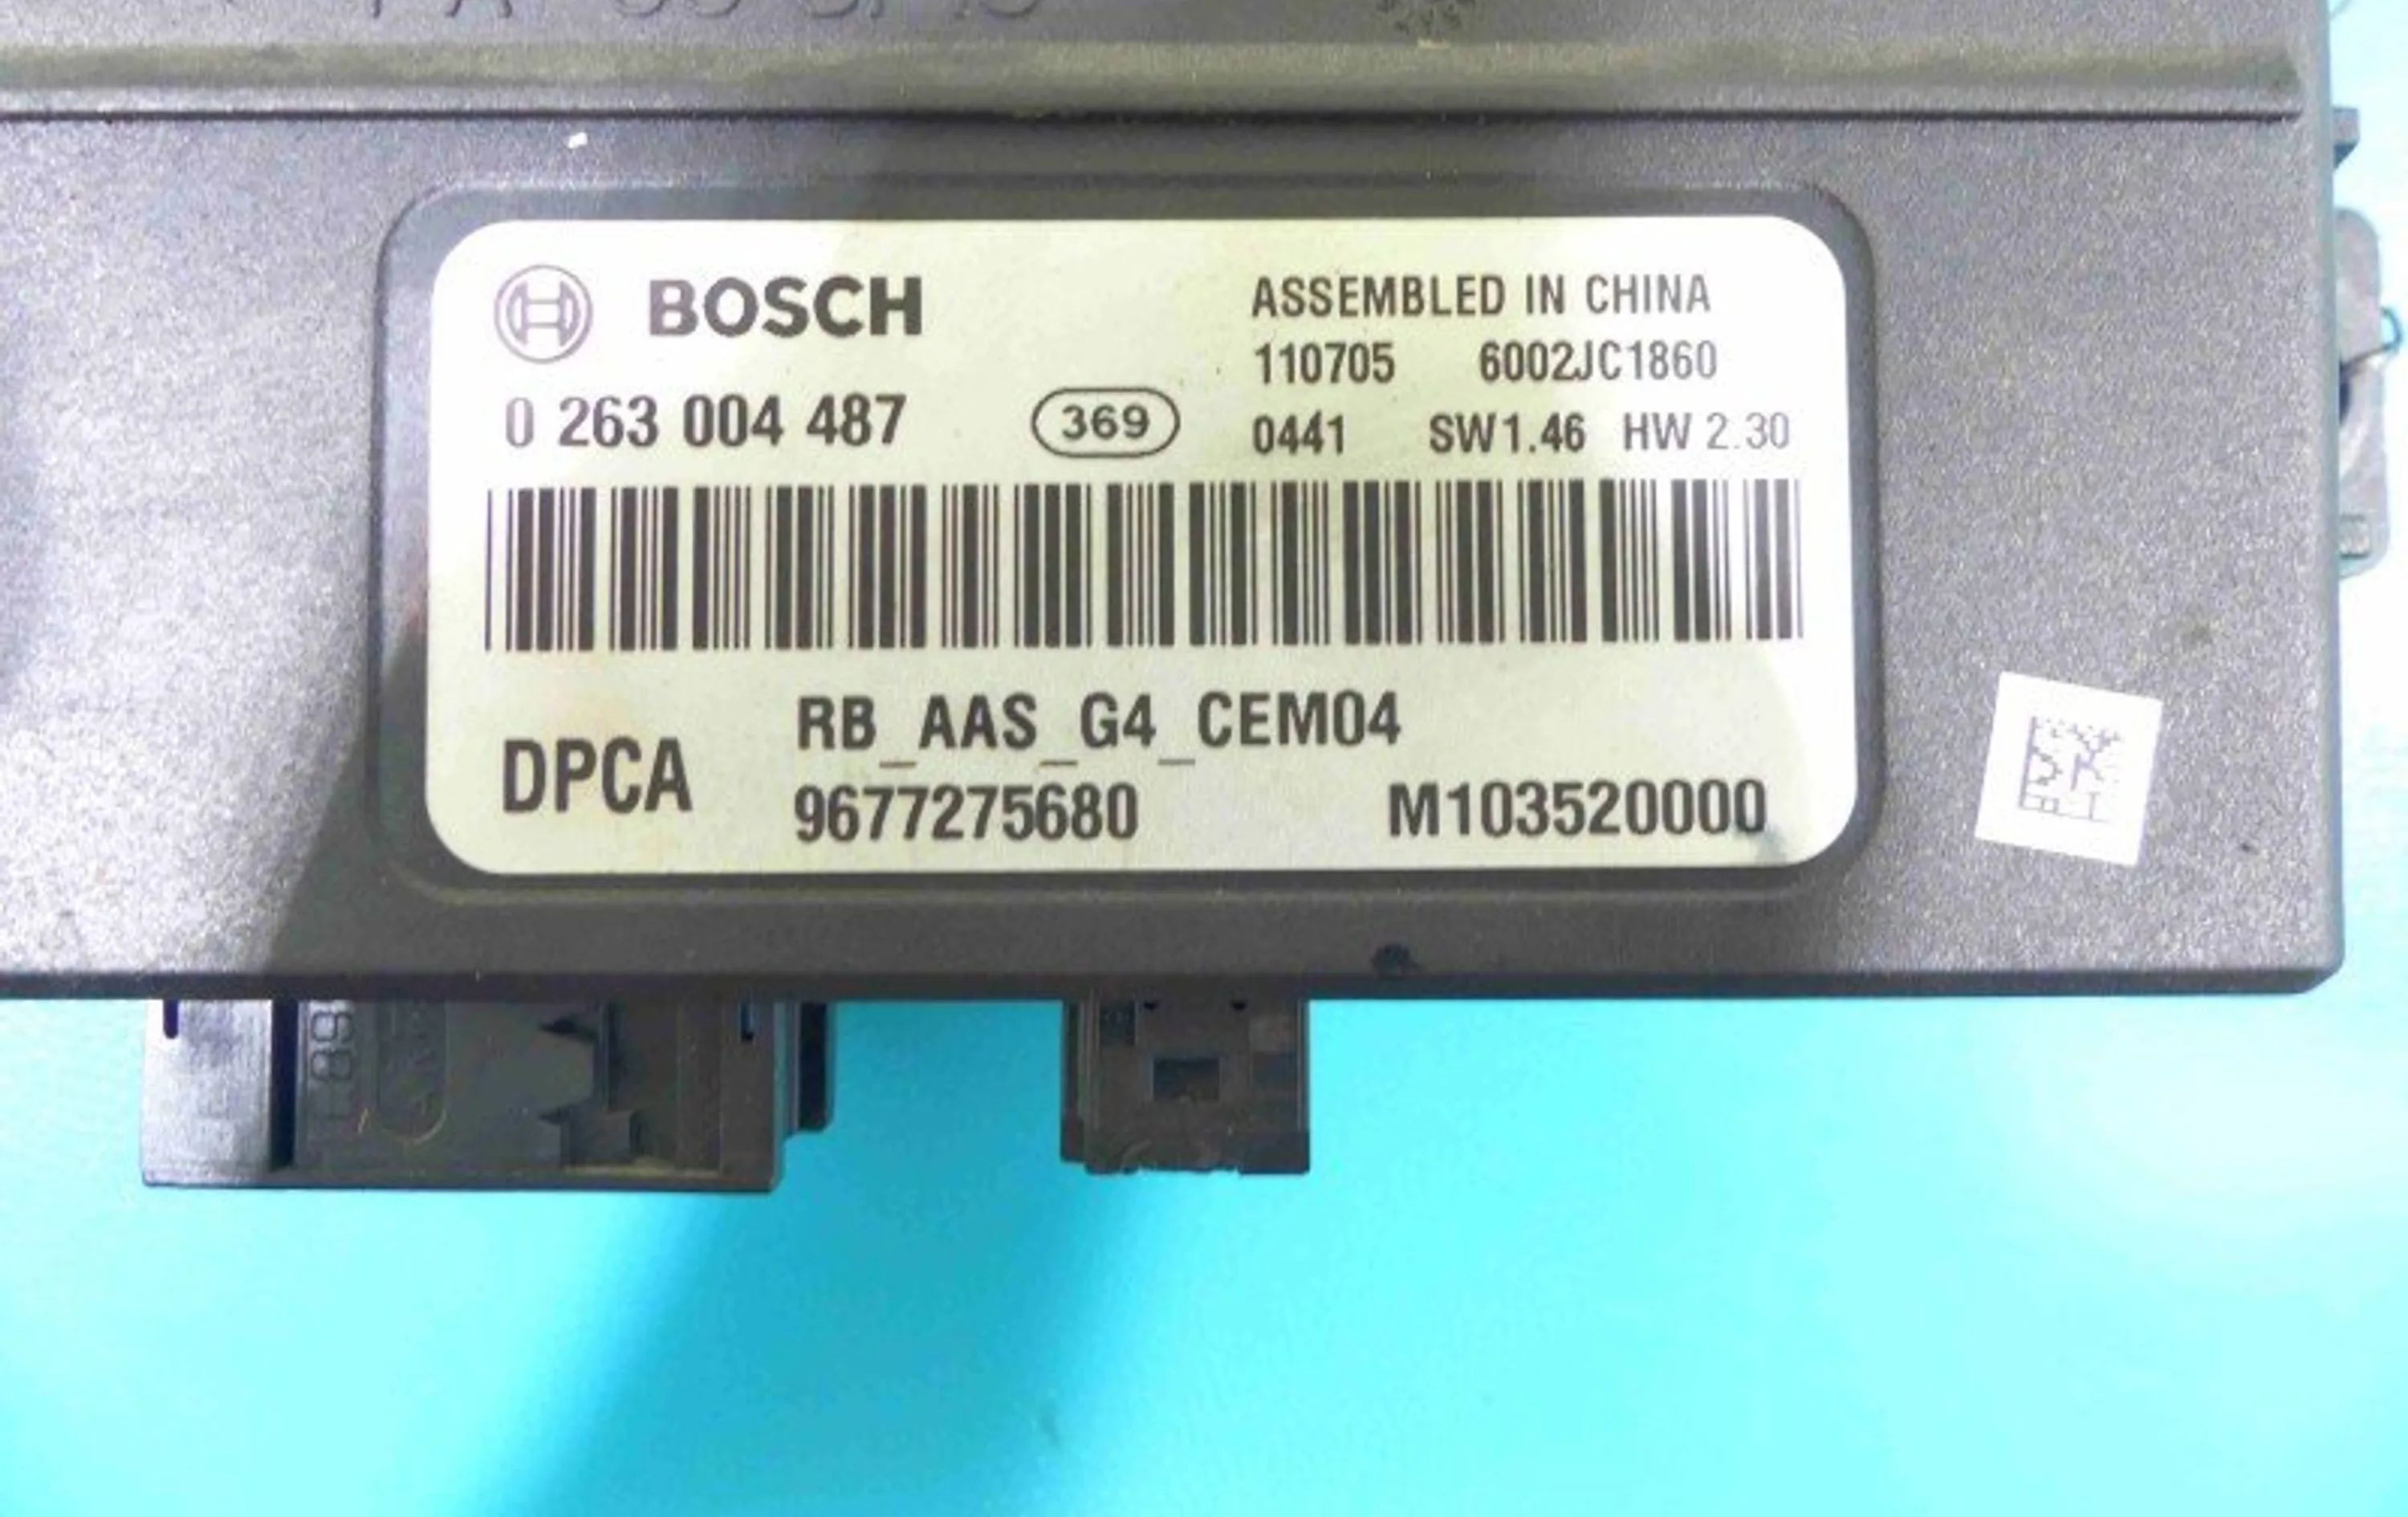 BOSCH
ASSEMBLED IN CHINA
110705 6002JC1860
0 263 004 487 369 0441 SW1.46 HW 2.30
RB_AAS_G4_CEM04
DPCA
9677275680 M103520000